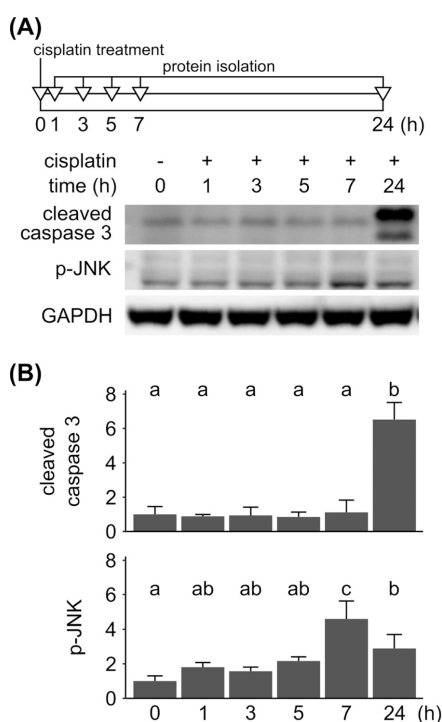 (A)
cisplatin treatment
protein isolation
0 1 3 5 7 24 (h)
cisplatin - + + + + +
time (h) 0 1 3 5 7 24
cleaved
caspase 3
p-JNK
GAPDH
(B)
cleaved
caspase 3
8
6
4
2
0
a a a a a b
p-JNK
8
6
4
2
0
a ab ab ab c b
0 1 3 5 7 24 (h)